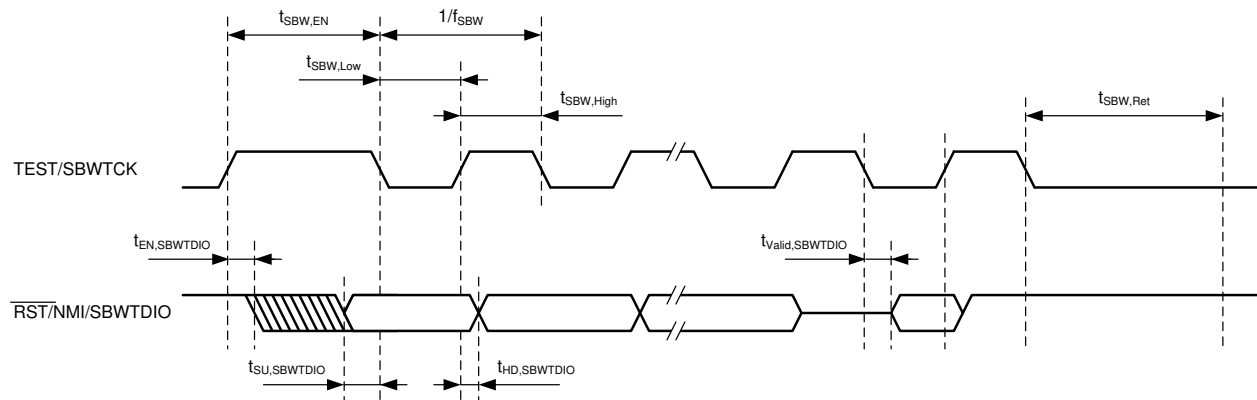 tSBW,EN
1/fSBW
tSBW,Low
tSBW,High
tSBW,Ret
TEST/SBWTCK
tEN,SBWTDIO
tValid,SBWTDIO
RST/NMI/SBWTDIO
tSU,SBWTDIO
tHD,SBWTDIO